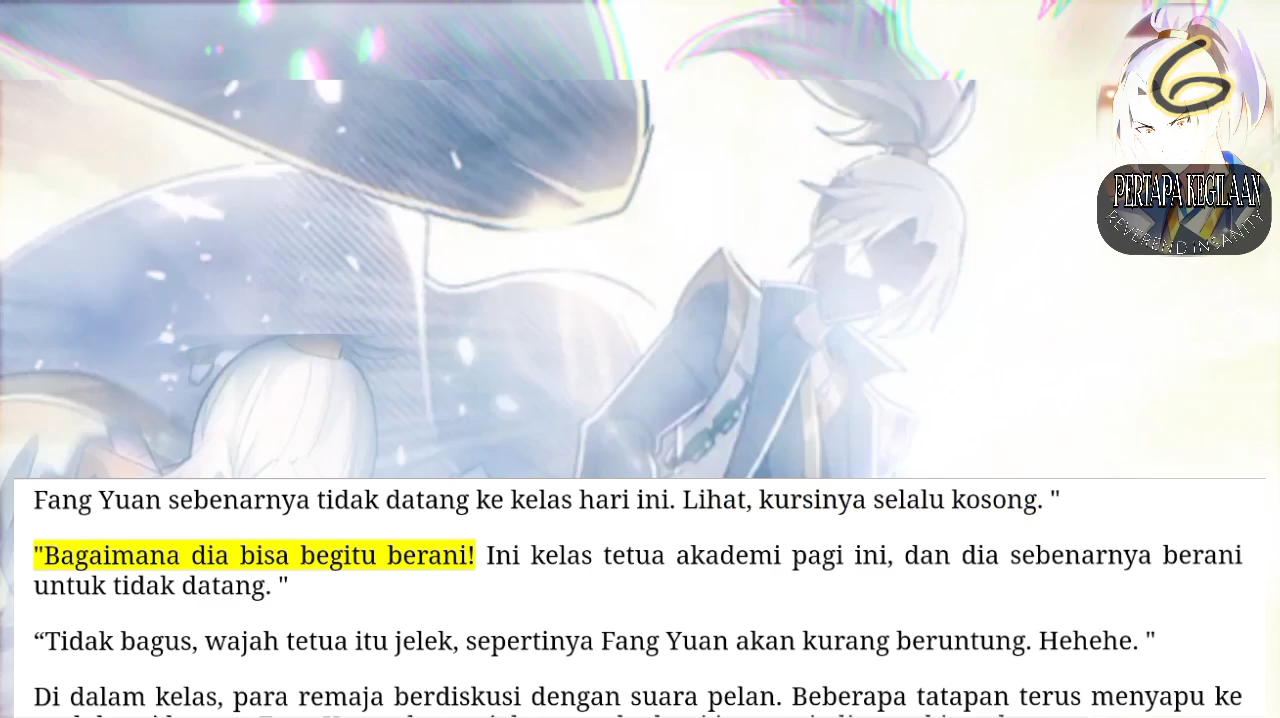 6
PERTAPA KEGILAAN
REVEREND INSANITY
Fang Yuan sebenarnya tidak datang ke kelas hari ini. Lihat, kursinya selalu kosong. "
"Bagaimana dia bisa begitu berani! Ini kelas tetua akademi pagi ini, dan dia sebenarnya berani
untuk tidak datang. "
“Tidak bagus, wajah tetua itu jelek, sepertinya Fang Yuan akan kurang beruntung. Hehehe. "
Di dalam kelas, para remaja berdiskusi dengan suara pelan. Beberapa tatapan terus menyapu ke